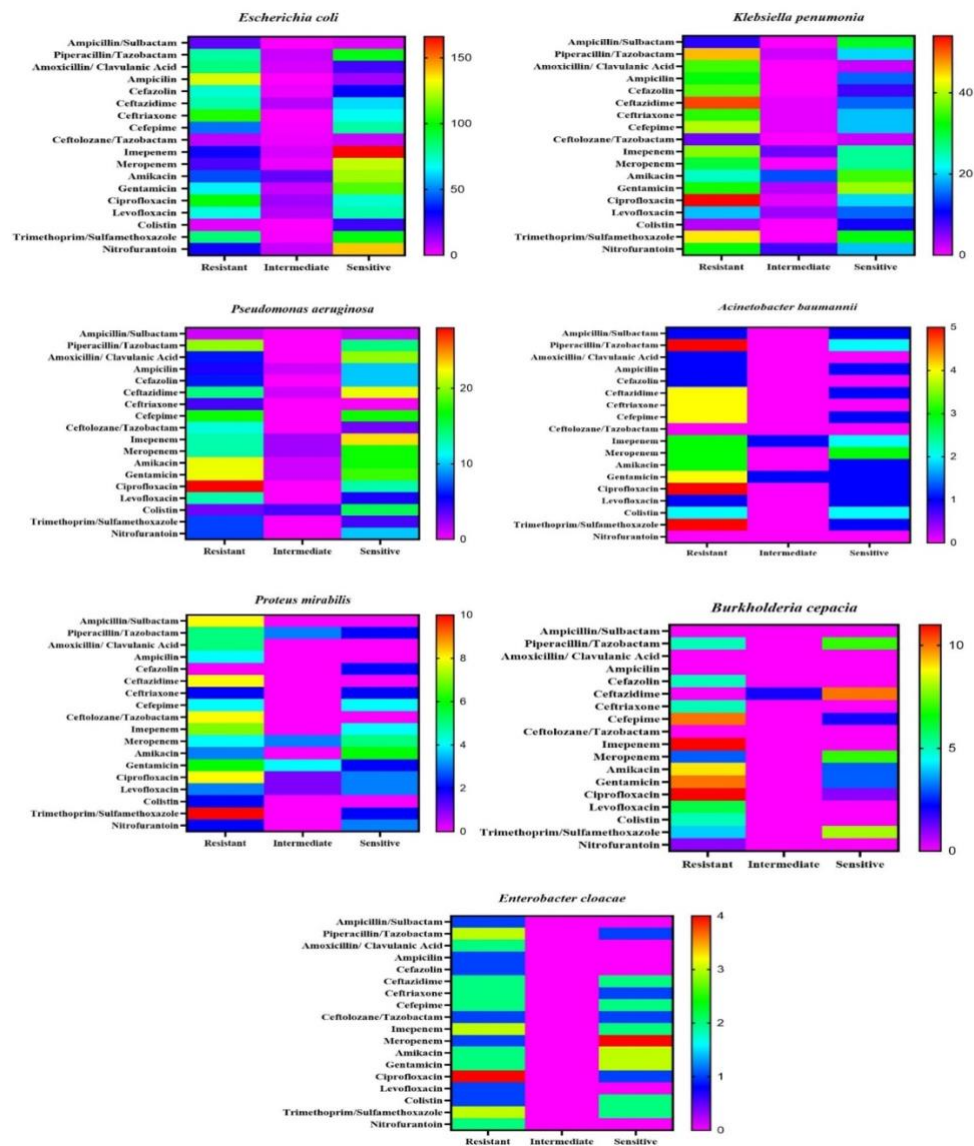 Escherichia coli
Ampicillin/Sulbactam
Piperacillin/Tazobactam
Amoxicillin/ Clavulanic Acid
Ampicilin
Cefazolin
Ceftazidime
Ceftriaxone
Cefepime
Ceftolozane/Tazobactam
Imepenem
Meropenem
Amikacin
Gentamicin
Ciprofloxacin
Levofloxacin
Colistin
Trimethoprim/Sulfamethoxazole
Nitrofurantoin
Resistant Intermediate Sensitive
150
100
50
0
Klebsiella penumonia
Ampicillin/Sulbactam
Piperacillin/Tazobactam
Amoxicillin/ Clavulanic Acid
Ampicilin
Cefazolin
Ceftazidime
Ceftriaxone
Cefepime
Ceftolozane/Tazobactam
Imepenem
Meropenem
Amikacin
Gentamicin
Ciprofloxacin
Levofloxacin
Colistin
Trimethoprim/Sulfamethoxazole
Nitrofurantoin
Resistant Intermediate Sensitive
40
20
0
Pseudomonas aeruginosa
Ampicillin/Sulbactam
Piperacillin/Tazobactam
Amoxicillin/ Clavulanic Acid
Ampicilin
Cefazolin
Ceftazidime
Ceftriaxone
Cefepime
Ceftolozane/Tazobactam
Imepenem
Meropenem
Amikacin
Gentamicin
Ciprofloxacin
Levofloxacin
Colistin
Trimethoprim/Sulfamethoxazole
Nitrofurantoin
Resistant Intermediate Sensitive
20
10
0
Acinetobacter baumannii
Ampicillin/Sulbactam
Piperacillin/Tazobactam
Amoxicillin/ Clavulanic Acid
Ampicilin
Cefazolin
Ceftazidime
Ceftriaxone
Cefepime
Ceftolozane/Tazobactam
Imepenem
Meropenem
Amikacin
Gentamicin
Ciprofloxacin
Levofloxacin
Colistin
Trimethoprim/Sulfamethoxazole
Nitrofurantoin
Resistant Intermediate Sensitive
5
4
3
2
1
0
Proteus mirabilis
Ampicillin/Sulbactam
Piperacillin/Tazobactam
Amoxicillin/ Clavulanic Acid
Ampicilin
Cefazolin
Ceftazidime
Ceftriaxone
Cefepime
Ceftolozane/Tazobactam
Imepenem
Meropenem
Amikacin
Gentamicin
Ciprofloxacin
Levofloxacin
Colistin
Trimethoprim/Sulfamethoxazole
Nitrofurantoin
Resistant Intermediate Sensitive
10
8
6
4
2
0
Burkholderia cepacia
Ampicillin/Sulbactam
Piperacillin/Tazobactam
Amoxicillin/ Clavulanic Acid
Ampicilin
Cefazolin
Ceftazidime
Ceftriaxone
Cefepime
Ceftolozane/Tazobactam
Imepenem
Meropenem
Amikacin
Gentamicin
Ciprofloxacin
Levofloxacin
Colistin
Trimethoprim/Sulfamethoxazole
Nitrofurantoin
Resistant Intermediate Sensitive
10
5
0
Enterobacter cloacae
Ampicillin/Sulbactam
Piperacillin/Tazobactam
Amoxicillin/ Clavulanic Acid
Ampicilin
Cefazolin
Ceftazidime
Ceftriaxone
Cefepime
Ceftolozane/Tazobactam
Imepenem
Meropenem
Amikacin
Gentamicin
Ciprofloxacin
Levofloxacin
Colistin
Trimethoprim/Sulfamethoxazole
Nitrofurantoin
Resistant Intermediate Sensitive
4
3
2
1
0